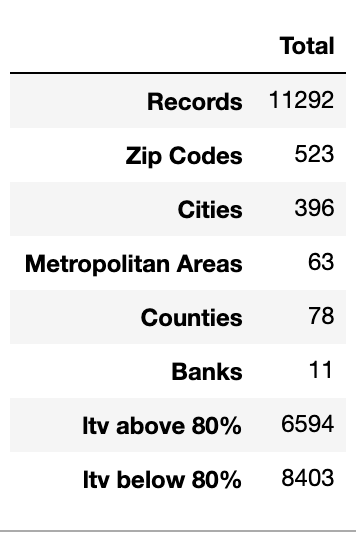 Total
Records 11292
Zip Codes 523
Cities 396
Metropolitan Areas 63
Counties 78
Banks 11
ltv above 80% 6594
ltv below 80% 8403